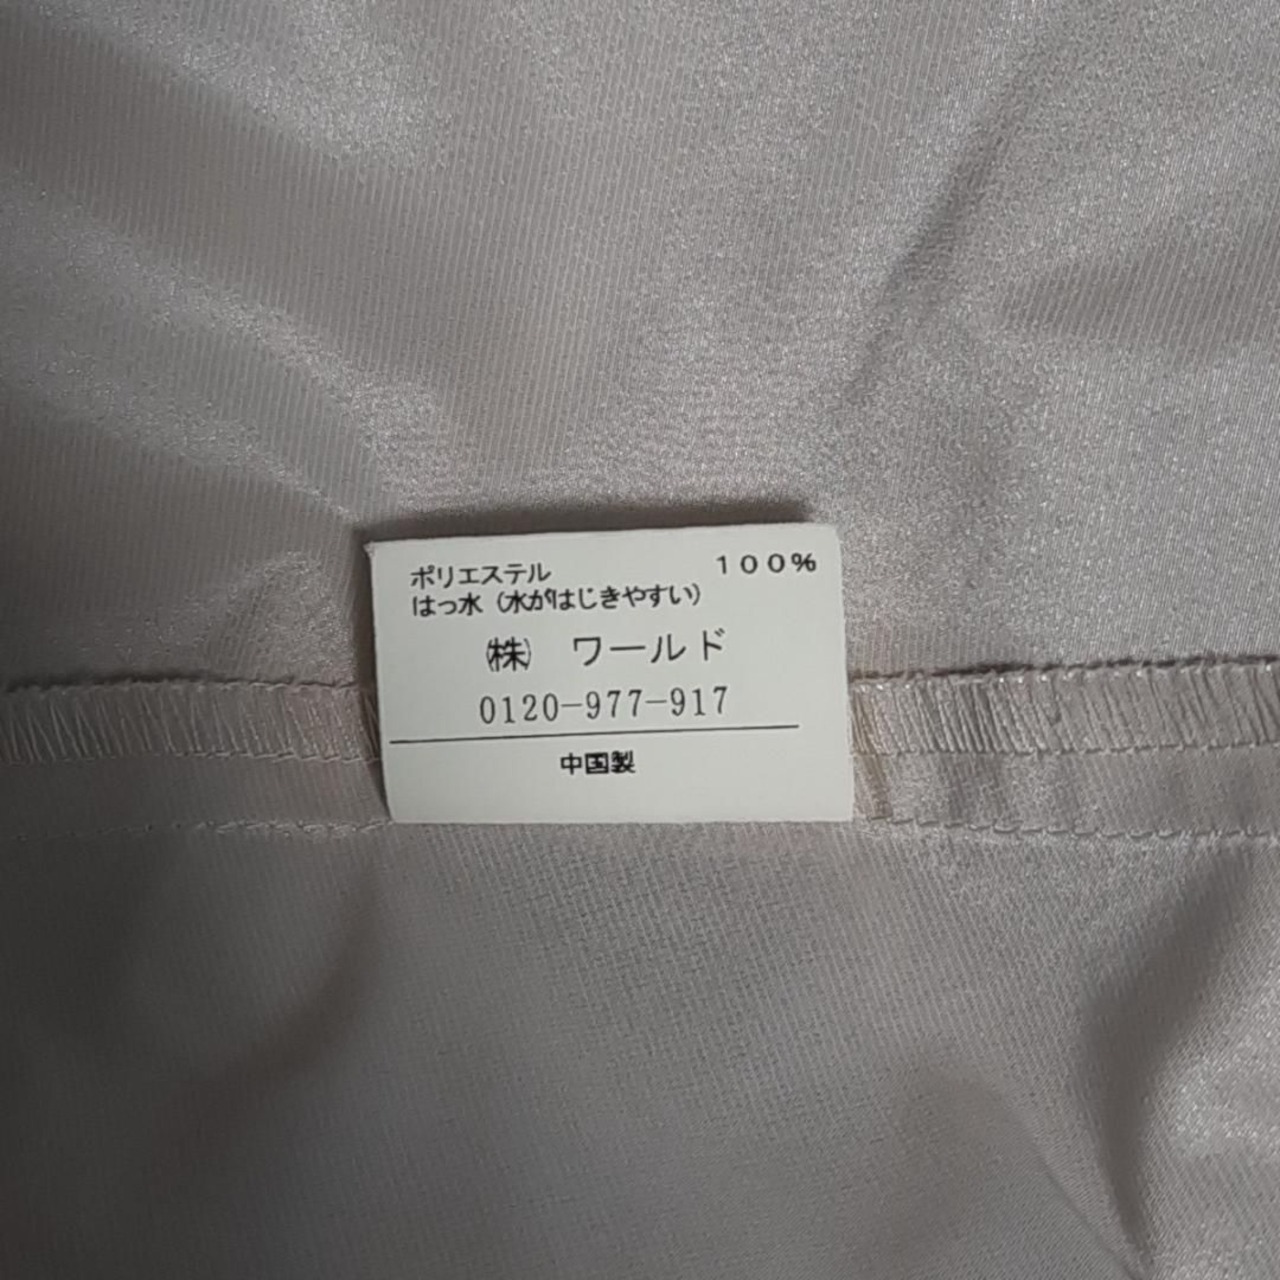 ポリエステル １００％
はっ水（水がはじきやすい）
㈱ ワールド
0120-977-917
中国製